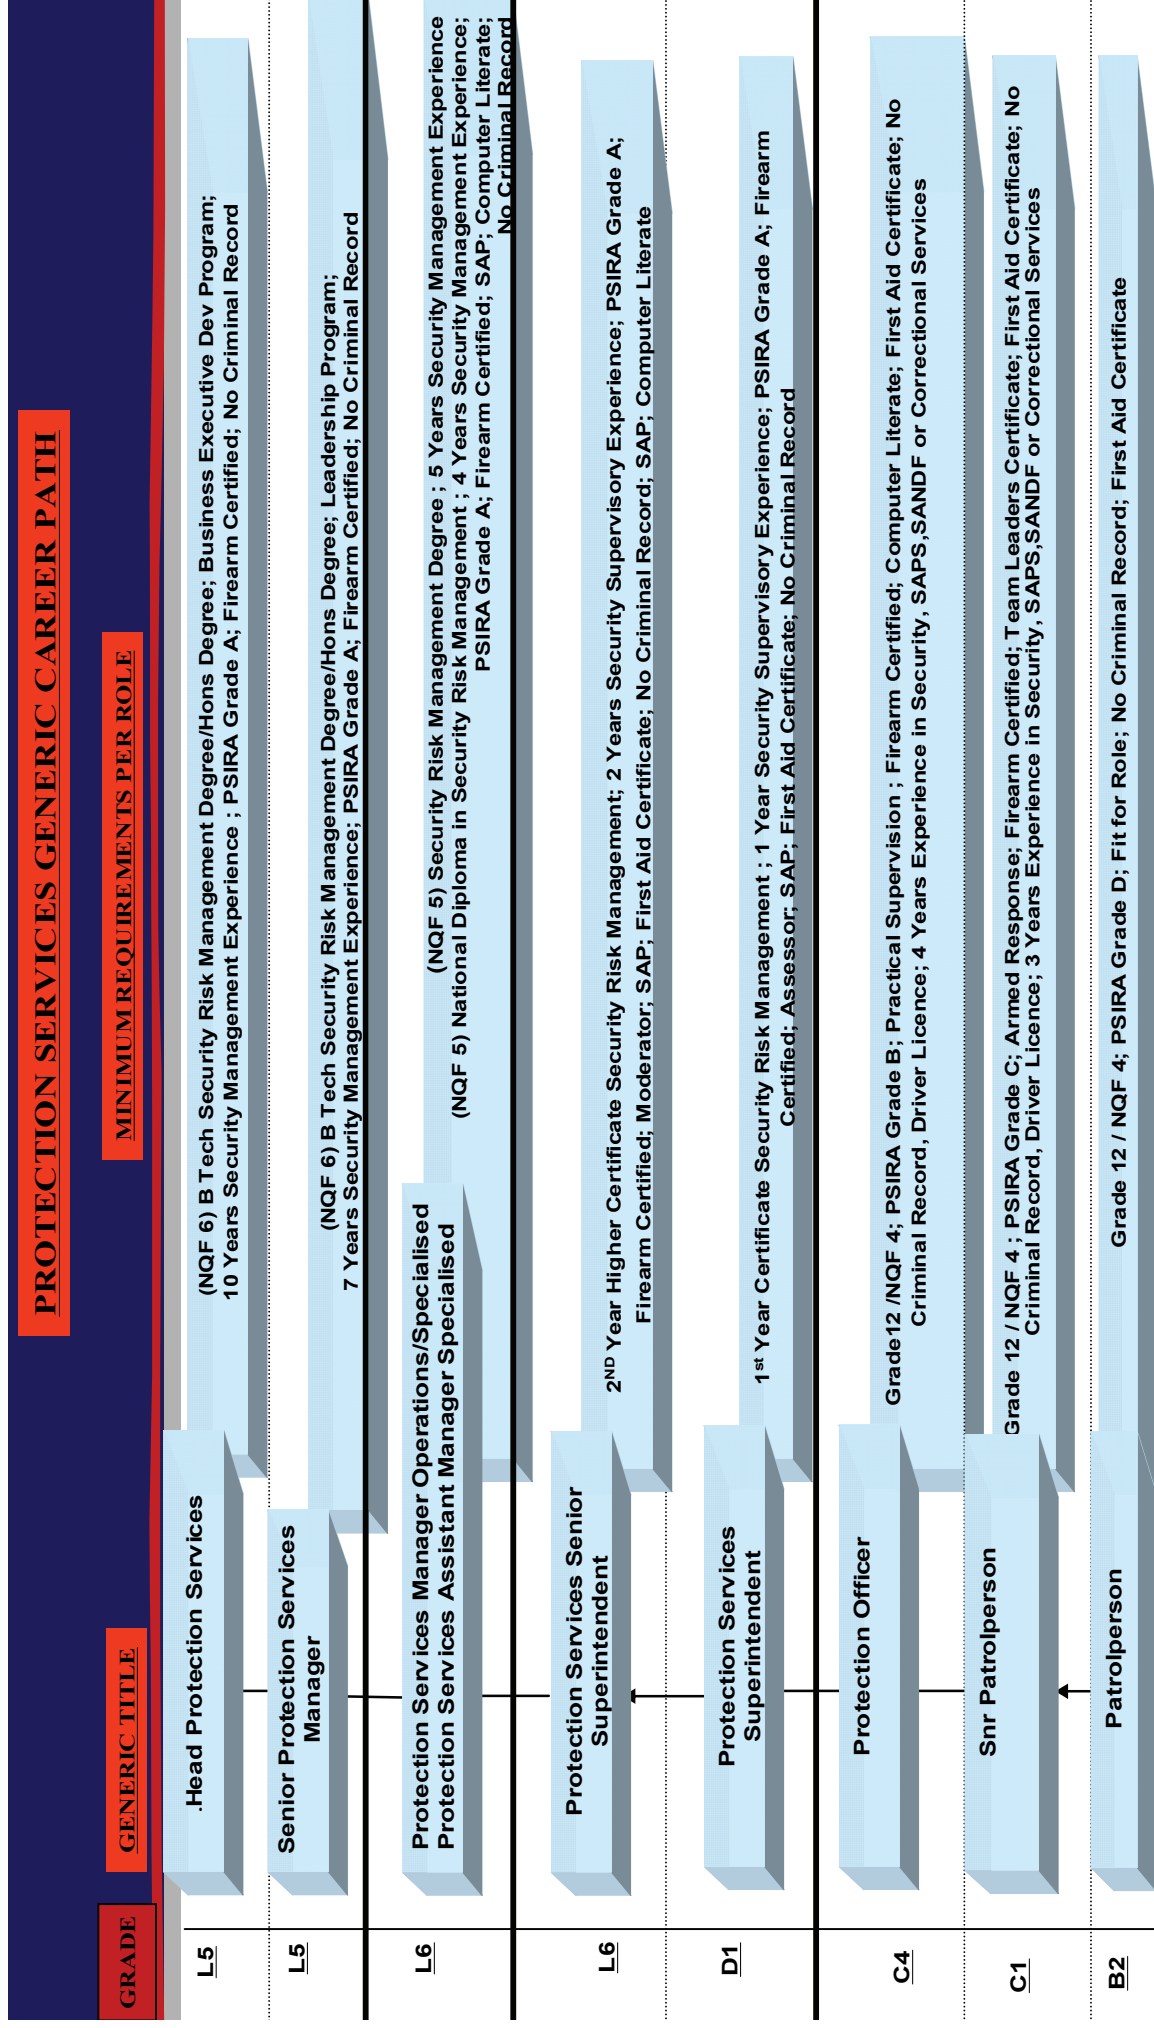 PROTECTION SERVICES GENERIC CAREER PATH
GRADE
GENERIC TITLE
MINIMUM REQUIREMENTS PER ROLE
L5
.Head Protection Services
(NQF 6) B Tech Security Risk Management Degree/Hons Degree; Business Executive Dev Program;
10 Years Security Management Experience ; PSIRA Grade A; Firearm Certified; No Criminal Record
L5
Senior Protection Services
Manager
(NQF 6) B Tech Security Risk Management Degree/Hons Degree; Leadership Program;
7 Years Security Management Experience; PSIRA Grade A; Firearm Certified; No Criminal Record
L6
Protection Services Manager Operations/Specialised
Protection Services Assistant Manager Specialised
(NQF 5) Security Risk Management Degree ; 5 Years Security Management Experience
(NQF 5) National Diploma in Security Risk Management ; 4 Years Security Management Experience;
PSIRA Grade A; Firearm Certified; SAP; Computer Literate;
No Criminal Record
L6
Protection Services Senior
Superintendent
2ND Year Higher Certificate Security Risk Management; 2 Years Security Supervisory Experience; PSIRA Grade A;
Firearm Certified; Moderator; SAP; First Aid Certificate; No Criminal Record; SAP; Computer Literate
D1
Protection Services
Superintendent
1st Year Certificate Security Risk Management ; 1 Year Security Supervisory Experience; PSIRA Grade A; Firearm
Certified; Assessor; SAP; First Aid Certificate; No Criminal Record
C4
Protection Officer
Grade12 /NQF 4; PSIRA Grade B; Practical Supervision ; Firearm Certified; Computer Literate; First Aid Certificate; No
Criminal Record, Driver Licence; 4 Years Experience in Security, SAPS,SANDF or Correctional Services
C1
Snr Patrolperson
Grade 12 / NQF 4 ; PSIRA Grade C; Armed Response; Firearm Certified; Team Leaders Certificate; First Aid Certificate; No
Criminal Record, Driver Licence; 3 Years Experience in Security, SAPS,SANDF or Correctional Services
B2
Patrolperson
Grade 12 / NQF 4; PSIRA Grade D; Fit for Role; No Criminal Record; First Aid Certificate